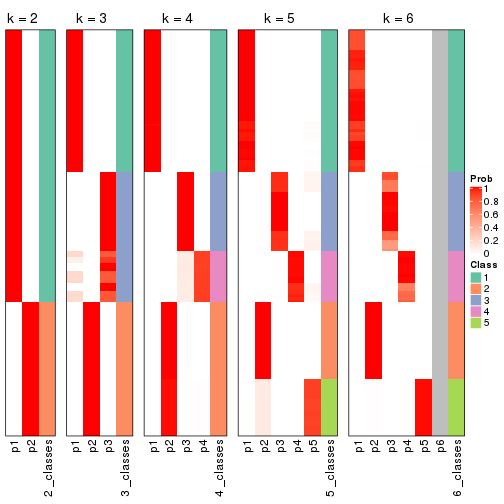 k = 2
k = 3
k = 4
k = 5
k = 6
Prob
1
0.8
0.6
0.4
0.2
0
Class
1
2
3
4
5
p1
p2
2_classes
p1
p2
p3
3_classes
p1
p2
p3
p4
4_classes
p1
p2
p3
p4
p5
5_classes
p1
p2
p3
p4
p5
p6
6_classes